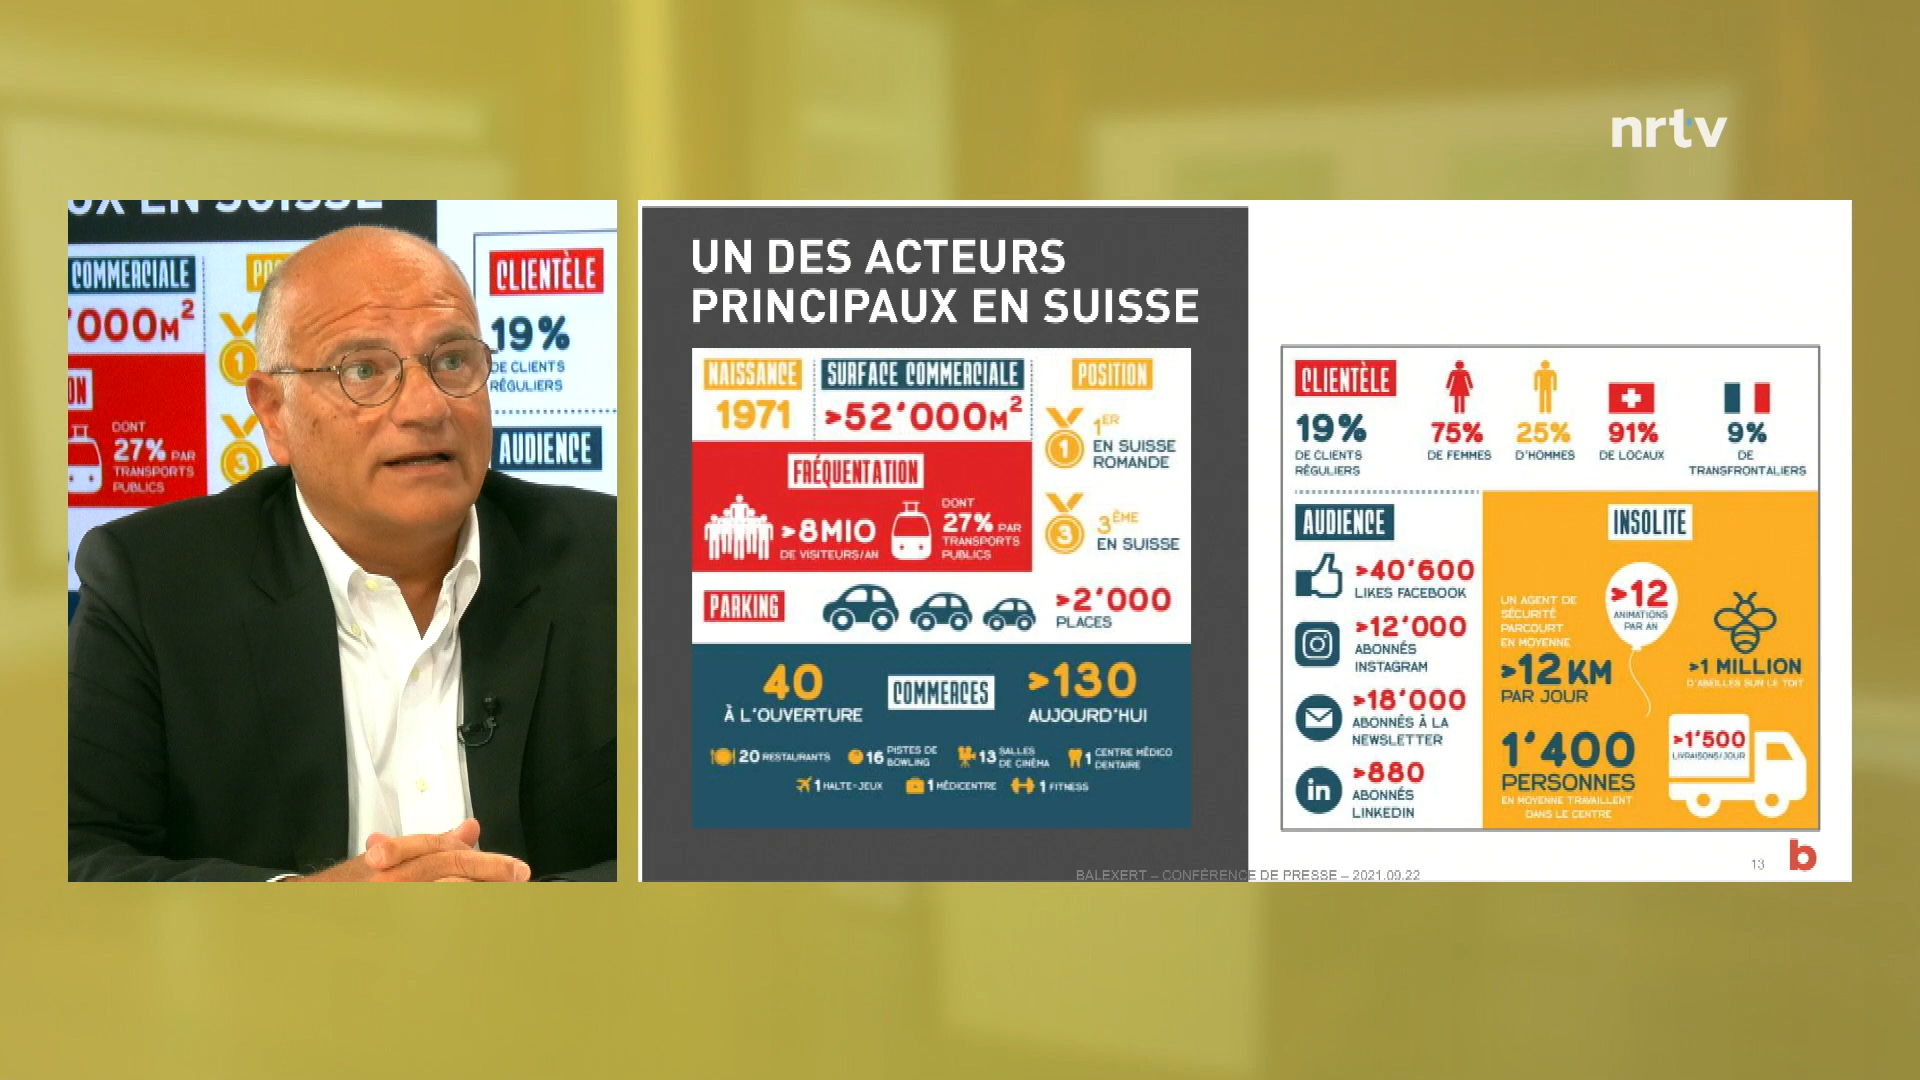 nrtv
UX EN SUISSE
COMMERCIALE
'000M²
CLIENTÈLE
19%
DE CLIENTS
RÉGULIERS
1
DONT
27% PAR
TRANSPORTS
PUBLICS
3
AUDIENCE
UN DES ACTEURS
PRINCIPAUX EN SUISSE
NAISSANCE
1971
SURFACE COMMERCIALE
>52'000M²
POSITION
1
1ER
EN SUISSE
ROMANDE
3
3ÈME
EN SUISSE
FRÉQUENTATION
>8MIO
DE VISITEURS/AN
DONT
27% PAR
TRANSPORTS
PUBLICS
PARKING
>2'000
PLACES
40
À L'OUVERTURE
COMMERCES
>130
AUJOURD'HUI
20 RESTAURANTS
16 PISTES DE
BOWLING
13 SALLES
DE CINÉMA
1 CENTRE MÉDICO
DENTAIRE
1 HALTE-JEUX
1 MÉDICENTRE
1 FITNESS
CLIENTÈLE
19%
DE CLIENTS
RÉGULIERS
75%
DE FEMMES
25%
D'HOMMES
91%
DE LOCAUX
9%
DE
TRANSFRONTALIERS
AUDIENCE
>40'600
LIKES FACEBOOK
>12'000
ABONNÉS
INSTAGRAM
>18'000
ABONNÉS À LA
NEWSLETTER
in
>880
ABONNÉS
LINKEDIN
INSOLITE
UN AGENT DE
SÉCURITÉ
PARCOURT
EN MOYENNE
>12 KM
PAR JOUR
>12
ANIMATIONS
PAR AN
>1 MILLION
D'ABEILLES SUR LE TOIT
1'400
PERSONNES
EN MOYENNE TRAVAILLENT
DANS LE CENTRE
>1'500
LIVRAISONS/JOUR
BALEXERT – CONFÉRENCE DE PRESSE – 2021.09.22
13
b